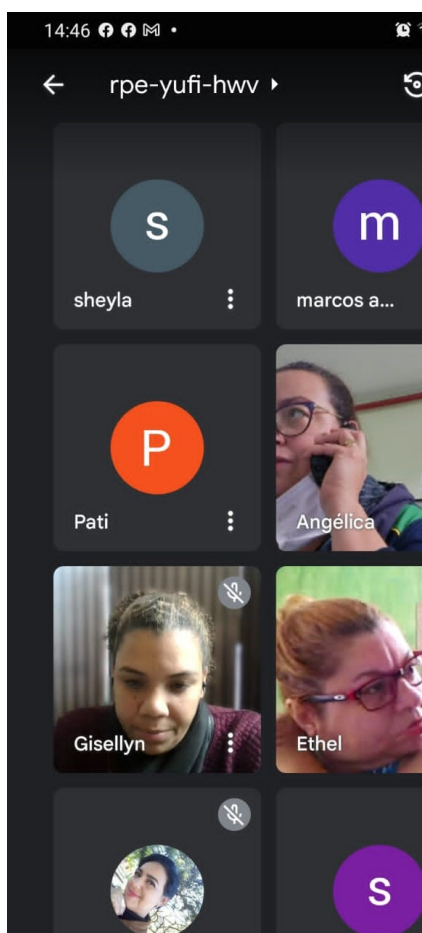 14:46
rpe-yufi-hwv
s
m
sheyla
marcos a...
P
Pati
Angélica
Gisellyn
Ethel
s